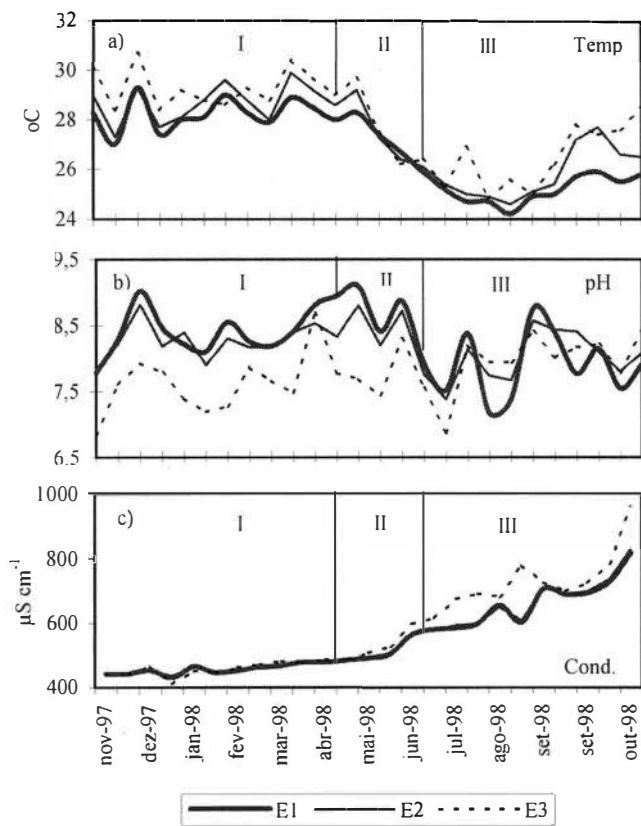 32
a)
I
II
III
Temp
30
28
26
24
oC
9,5
b)
I
II
III
pH
8,5
7.5
6.5
1000
c)
I
II
III
800
600
400
µS cm-1
Cond.
nov-97
dez-97
jan-98
fev-98
mar-98
abr-98
mai-98
jun-98
jul-98
ago-98
set-98
set-98
out-98
E1
E2
E3